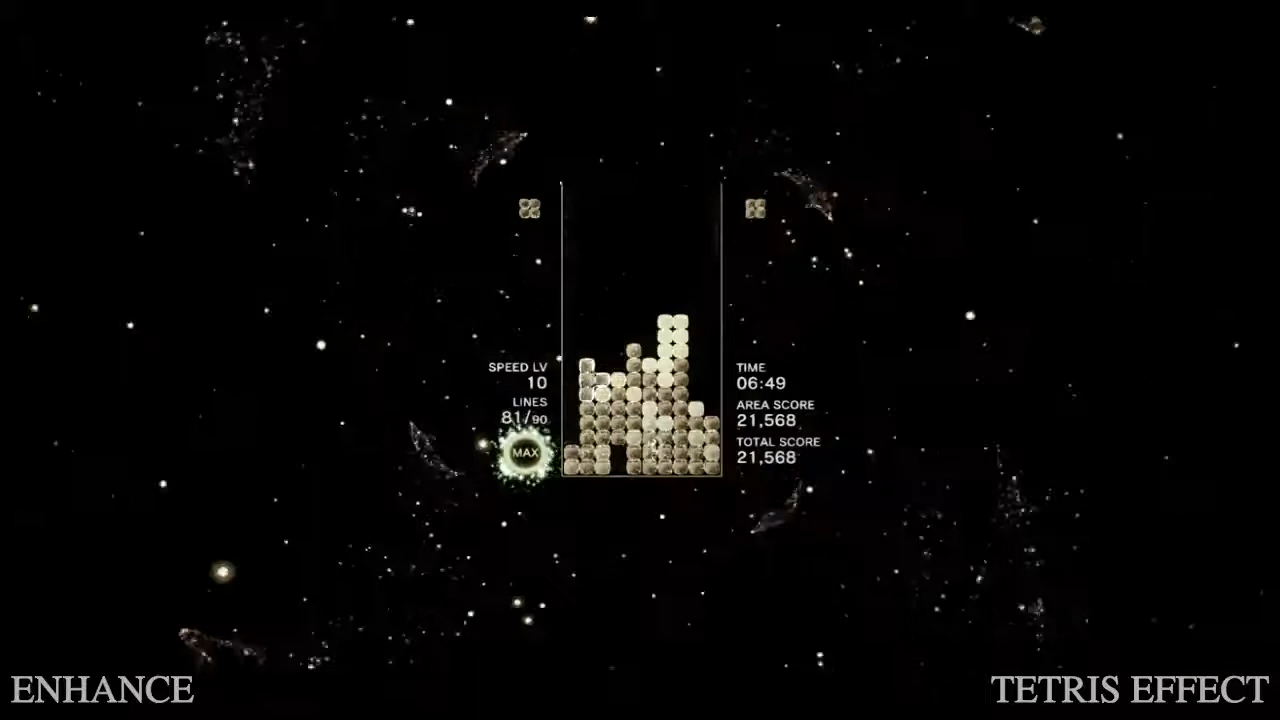 SPEED LV
10
LINES
81/90
MAX
TIME
06:49
AREA SCORE
21,568
TOTAL SCORE
21,568
ENHANCE
TETRIS EFFECT